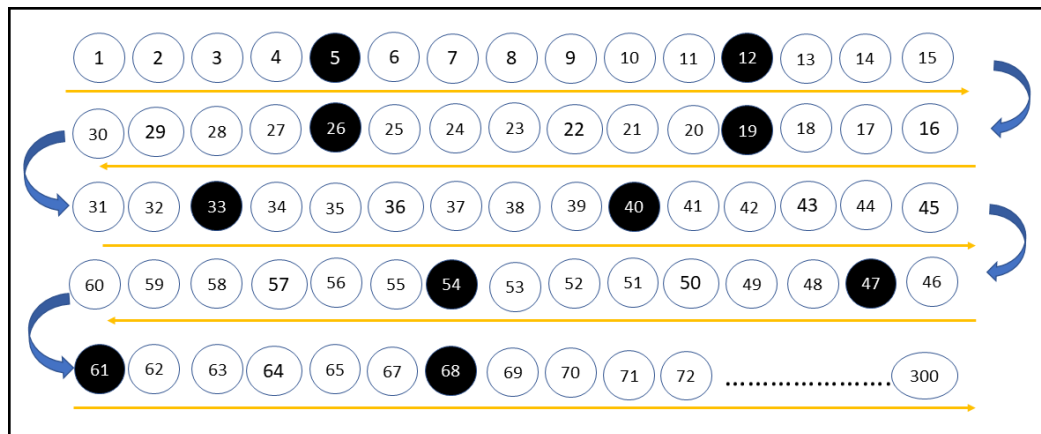 1 2 3 4 5 6 7 8 9 10 11 12 13 14 15
30 29 28 27 26 25 24 23 22 21 20 19 18 17 16
31 32 33 34 35 36 37 38 39 40 41 42 43 44 45
60 59 58 57 56 55 54 53 52 51 50 49 48 47 46
61 62 63 64 65 67 68 69 70 71 72 ..................... 300